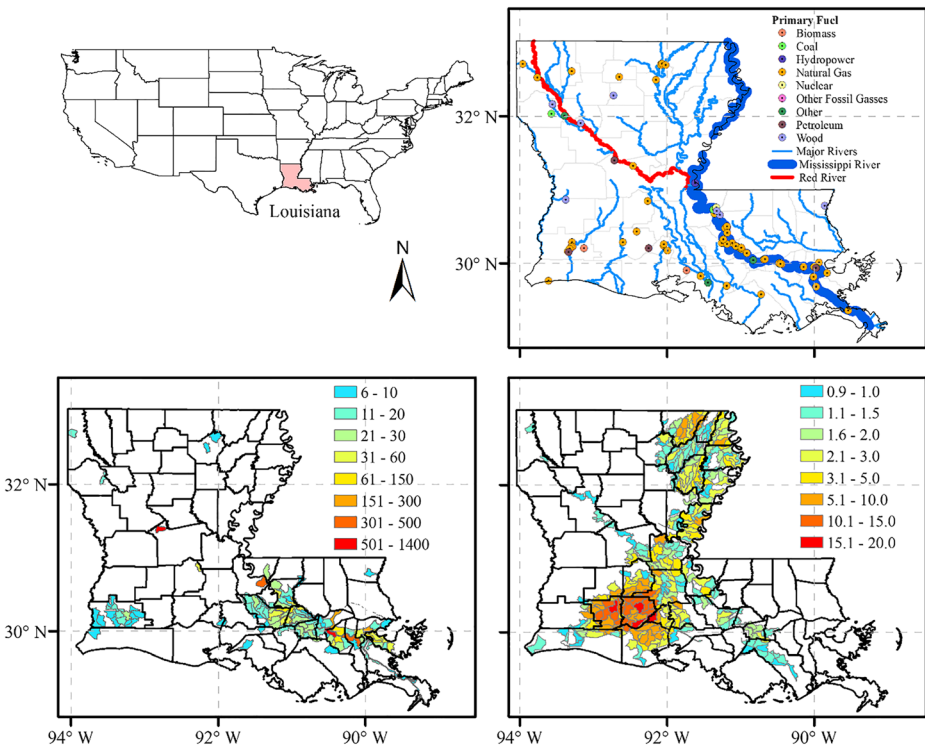 Louisiana
N
Primary Fuel
Biomass
Coal
Hydropower
Natural Gas
Nuclear
Other Fossil Gasses
Other
Petroleum
Wood
Major Rivers
Mississippi River
Red River
32° N
30° N
94° W
92° W
90° W
6 - 10
11 - 20
21 - 30
31 - 60
61 - 150
151 - 300
301 - 500
501 - 1400
32° N
30° N
94° W
92° W
90° W
0.9 - 1.0
1.1 - 1.5
1.6 - 2.0
2.1 - 3.0
3.1 - 5.0
5.1 - 10.0
10.1 - 15.0
15.1 - 20.0
94° W
92° W
90° W